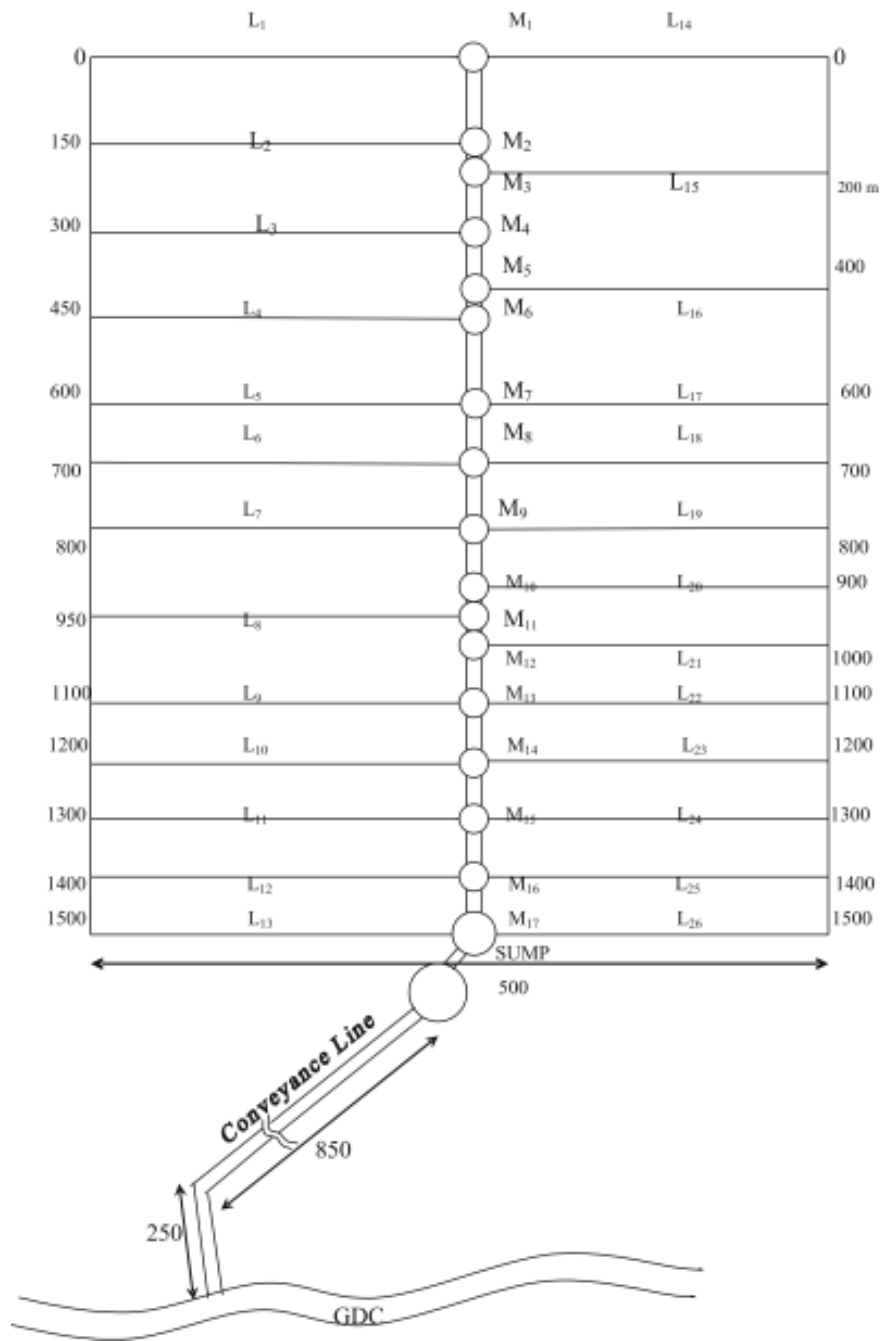 L₁ M₁ L₁₄
0 0
150 L₂ M₂
M₃ L₁₅ 200 m
300 L₃ M₄
M₅ 400
450 L₄ M₆ L₁₆
600 L₅ M₇ L₁₇ 600
L₆ M₈ L₁₈
700 700
L₇ M₉ L₁₉
800 800
M₁₀ L₂₀ 900
950 L₈ M₁₁
M₁₂ L₂₁ 1000
1100 L₉ M₁₃ L₂₂ 1100
1200 L₁₀ M₁₄ L₂₃ 1200
1300 L₁₁ M₁₅ L₂₄ 1300
1400 L₁₂ M₁₆ L₂₅ 1400
1500 L₁₃ M₁₇ L₂₆ 1500
SUMP
500
Conveyance Line
850
250
GDC